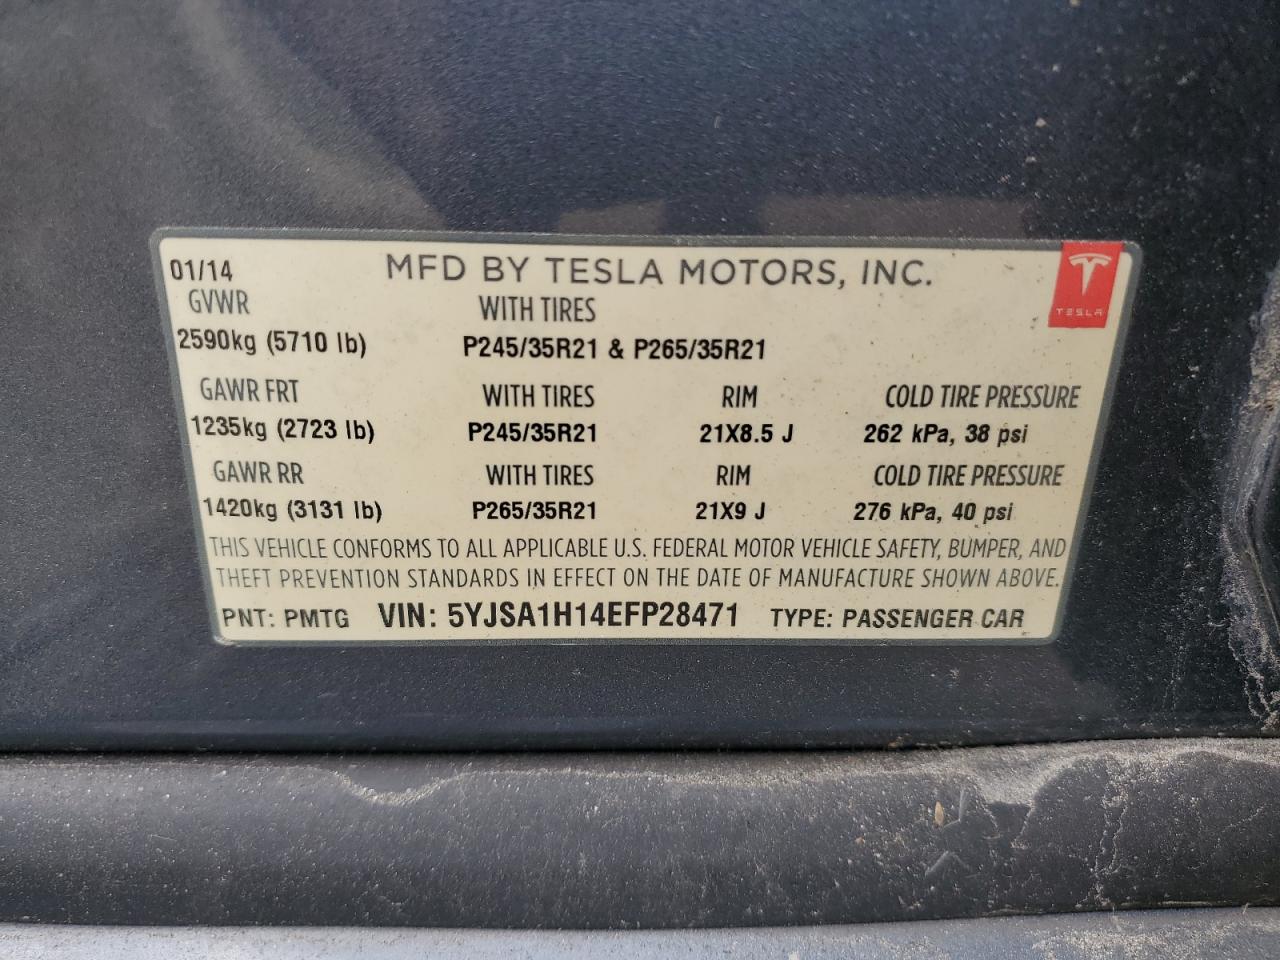 01/14 MFD BY TESLA MOTORS, INC.
TESLA
GVWR WITH TIRES
2590kg (5710 lb) P245/35R21 & P265/35R21
GAWR FRT WITH TIRES RIM COLD TIRE PRESSURE
1235kg (2723 lb) P245/35R21 21X8.5 J 262 kPa, 38 psi
GAWR RR WITH TIRES RIM COLD TIRE PRESSURE
1420kg (3131 lb) P265/35R21 21X9 J 276 kPa, 40 psi
THIS VEHICLE CONFORMS TO ALL APPLICABLE U.S. FEDERAL MOTOR VEHICLE SAFETY, BUMPER, AND
THEFT PREVENTION STANDARDS IN EFFECT ON THE DATE OF MANUFACTURE SHOWN ABOVE.
PNT: PMTG VIN: 5YJSA1H14EFP28471 TYPE: PASSENGER CAR